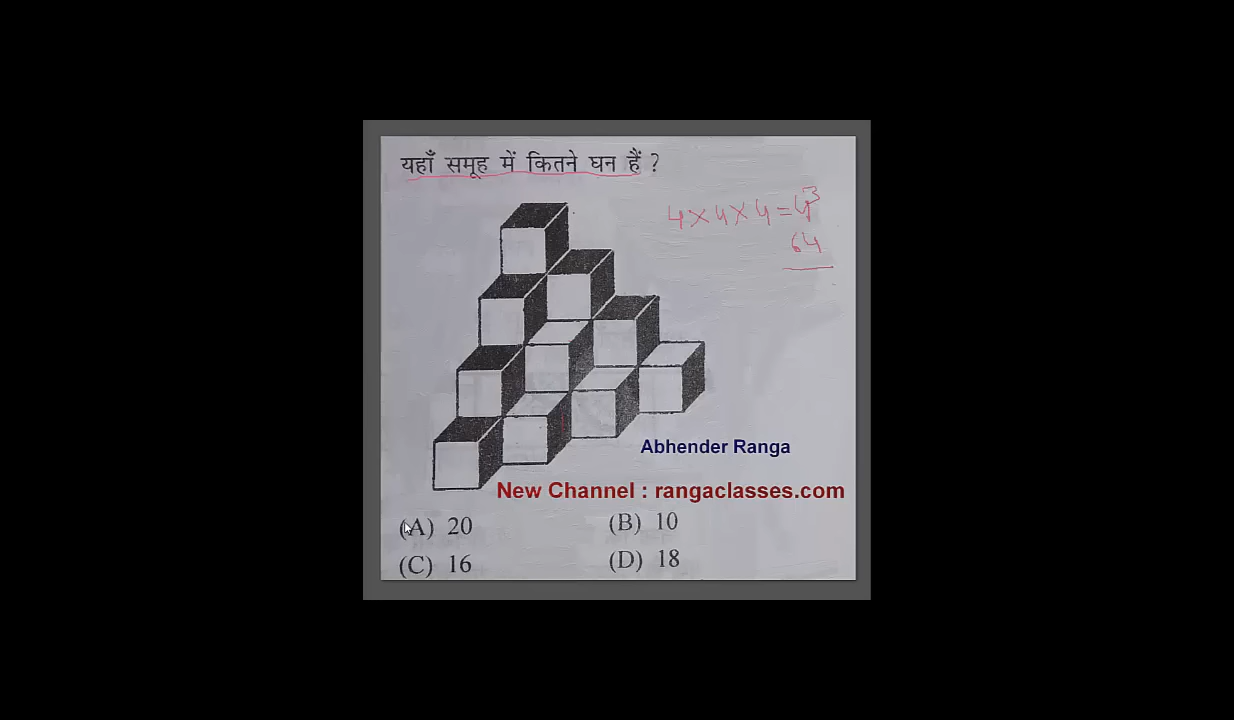 यहाँ समूह में कितने घन हैं ?
4×4×4=4³
64
Abhender Ranga
New Channel : rangaclasses.com
(A) 20 (B) 10
(C) 16 (D) 18